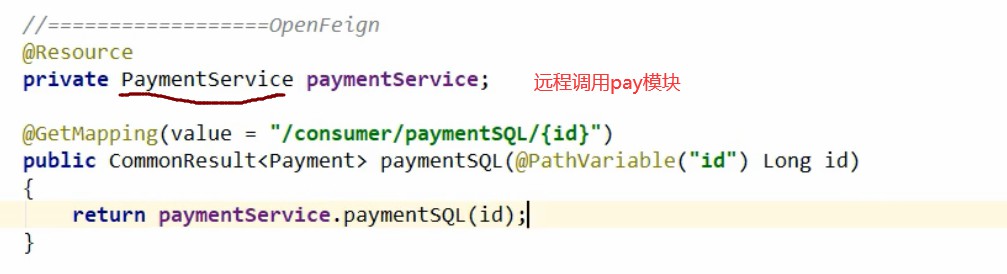 //==================OpenFeign
@Resource
private PaymentService paymentService;
远程调用pay模块
@GetMapping(value = "/consumer/paymentSQL/{id}")
public CommonResult<Payment> paymentSQL(@PathVariable("id") Long id)
{
return paymentService.paymentSQL(id);
}